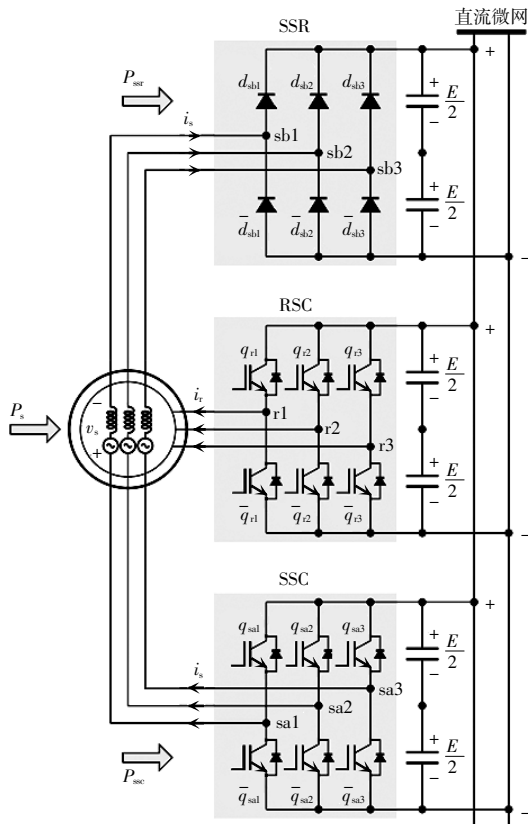 直流微网
SSR
+
P_ssr
d_sb1 d_sb2 d_sb3
+ E/2 −
i_s
sb1
sb2
sb3
+ E/2 −
d̄_sb1 d̄_sb2 d̄_sb3
−
RSC
+
q_r1 q_r2 q_r3
+ E/2 −
P_s
−
v_s
+
i_r
r1
r2
r3
+ E/2 −
q̄_r1 q̄_r2 q̄_r3
−
SSC
+
q_sa1 q_sa2 q_sa3
+ E/2 −
i_s
sa3
sa2
sa1
+ E/2 −
P_ssc
q̄_sa1 q̄_sa2 q̄_sa3
−